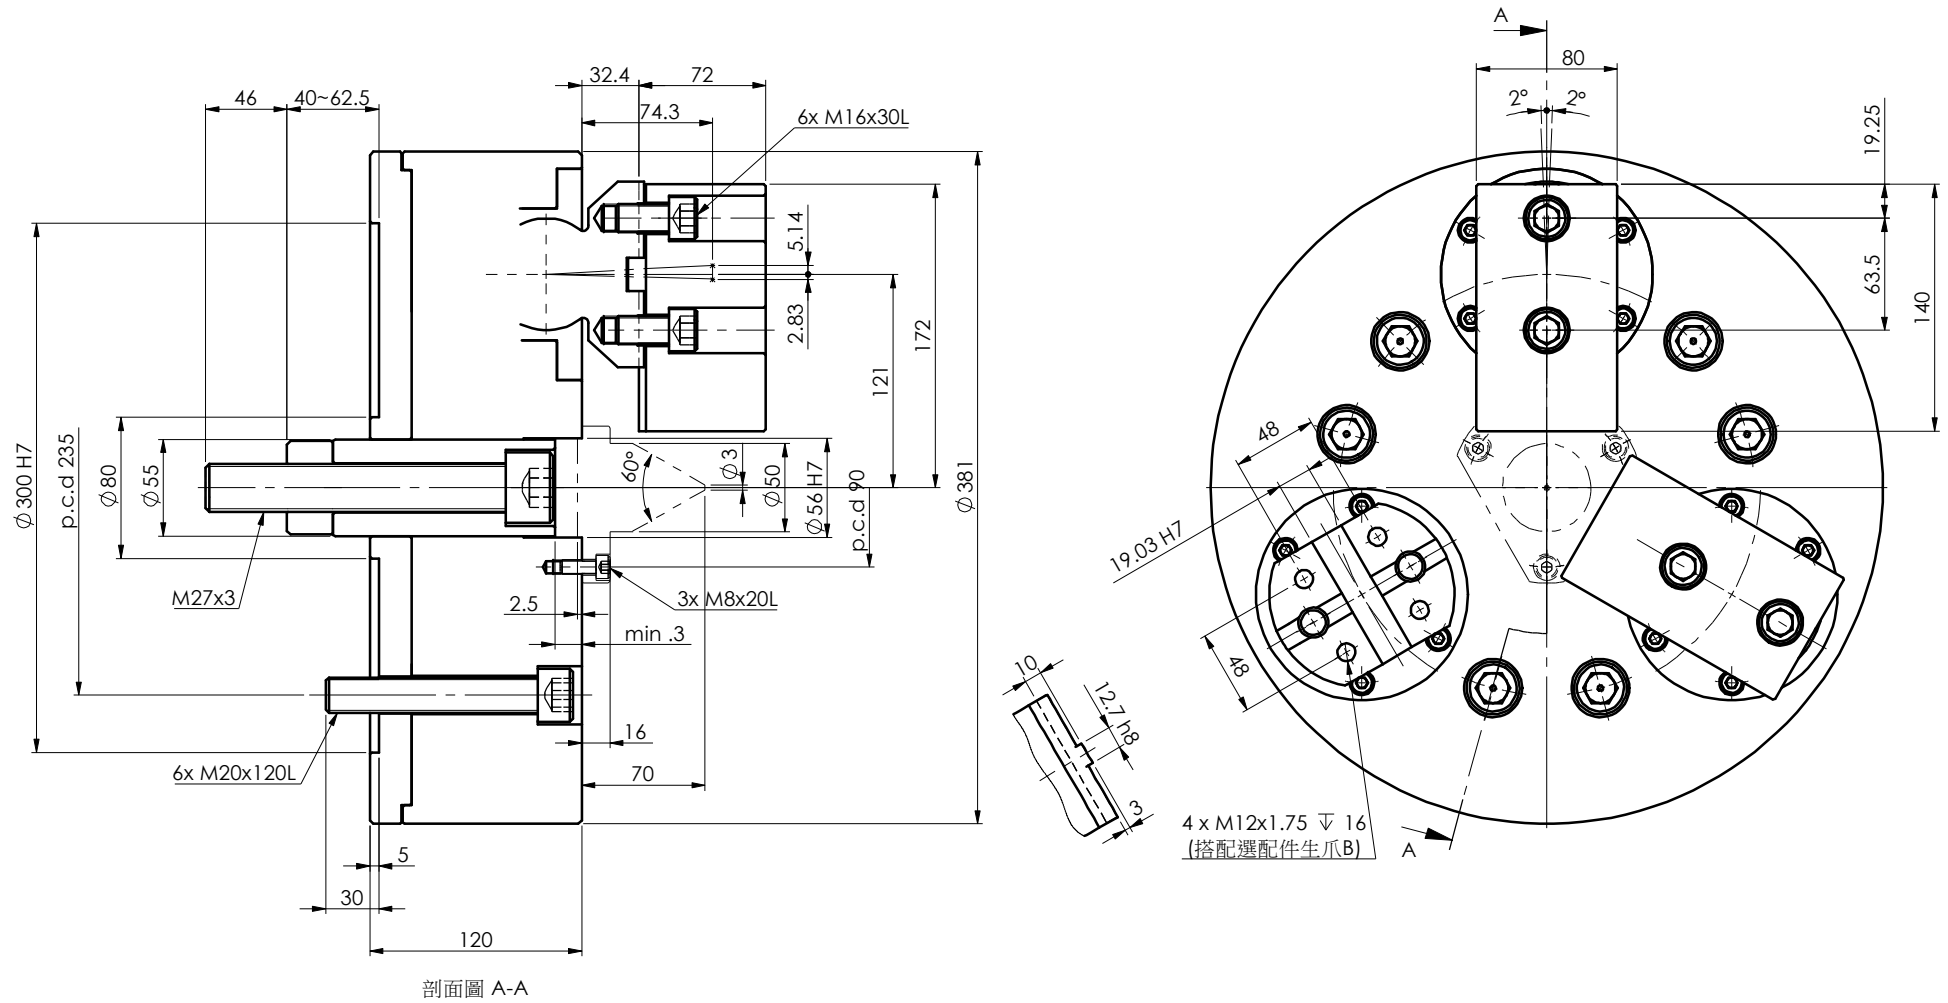 A
80
2°
2°
32.4
72
46
40~62.5
74.3
6x M16x30L
19.25
5.14
2.83
63.5
140
172
121
48
60°
Ø3
Ø50
Ø56 H7
p.c.d 90
Ø381
Ø300 H7
p.c.d 235
Ø80
Ø55
19.03 H7
M27x3
2.5
3x M8x20L
min .3
48
10
12.7 h8
3
16
70
6x M20x120L
4 x M12x1.75 ↧ 16
(搭配選配件生爪B)
A
5
30
120
剖面圖 A-A